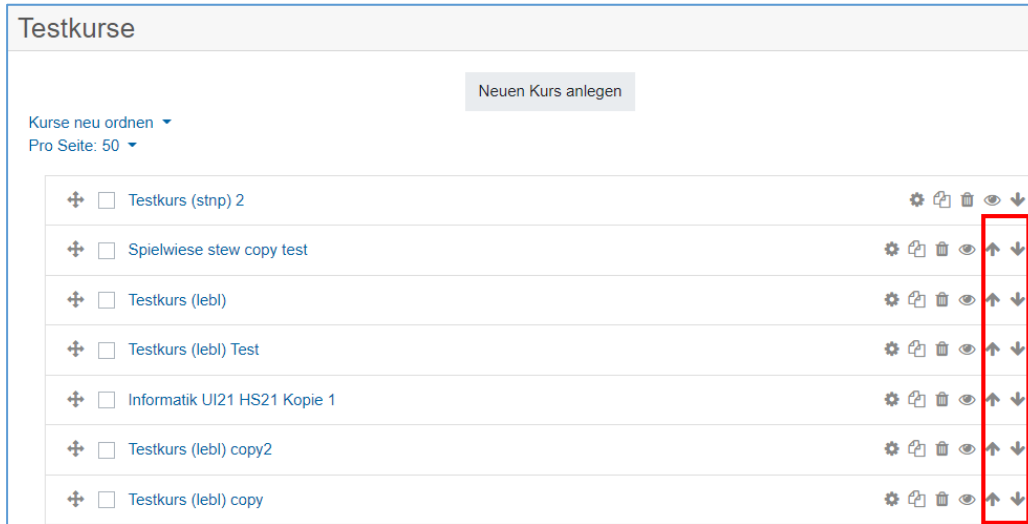 Testkurse
Neuen Kurs anlegen
Kurse neu ordnen
Pro Seite: 50
Testkurs (stnp) 2
Spielwiese stew copy test
Testkurs (lebl)
Testkurs (lebl) Test
Informatik UI21 HS21 Kopie 1
Testkurs (lebl) copy2
Testkurs (lebl) copy